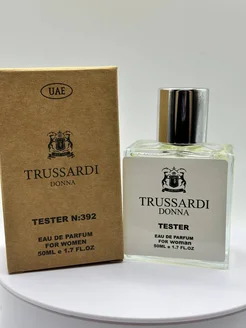 UAE
TRUSSARDI
DONNA
TESTER N:392
EAU DE PARFUM
FOR WOMEN
50ML e 1.7 FL.OZ
TRUSSARDI
DONNA
TESTER
EAU DE PARFUM
FOR woman
50ML e 1.7 FL.OZ